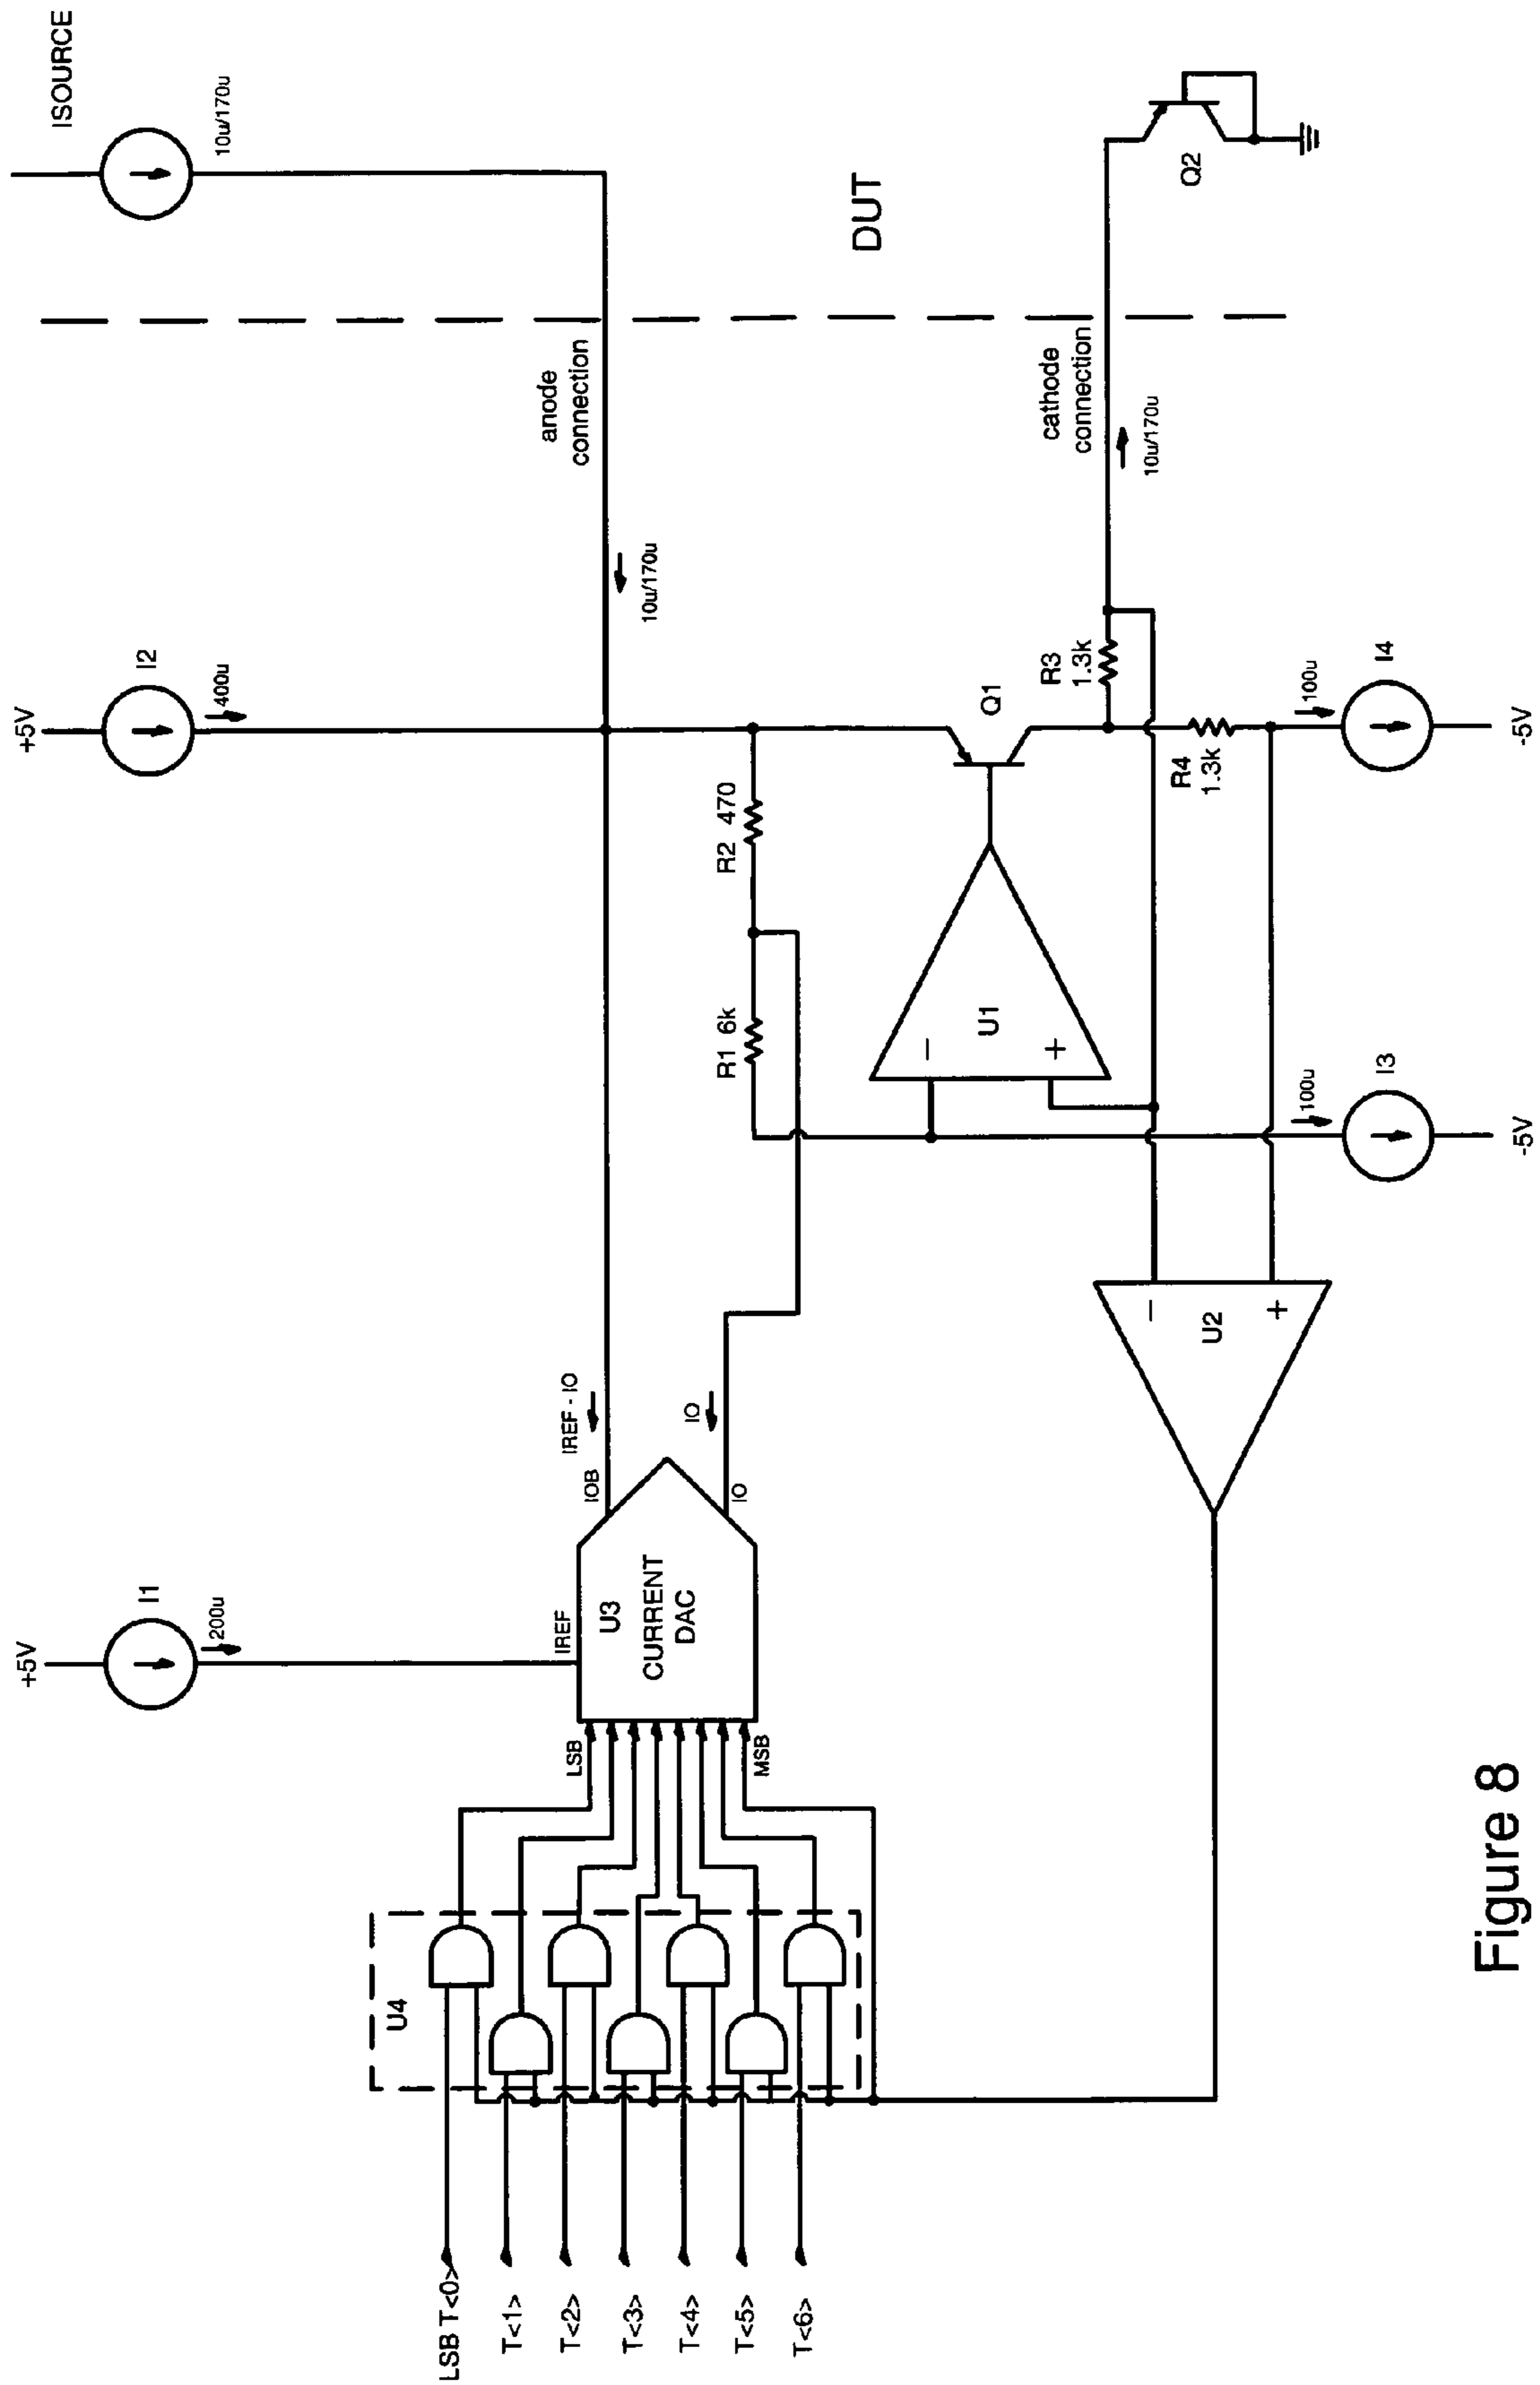 +5V
I1
200u
+5V
I2
400u
ISOURCE
10u/170u
LSB T<0>
T<1>
T<2>
T<3>
T<4>
T<5>
T<6>
U4
LSB
MSB
IREF
U3
CURRENT
DAC
IOB
IREF - IO
IO
IO
10u/170u
anode
connection
DUT
R1 6k
R2 470
U1
−
+
Q1
R3
1.3k
R4
1.3k
cathode
connection
10u/170u
Q2
U2
−
+
100u
I3
-5V
100u
I4
-5V
Figure 8